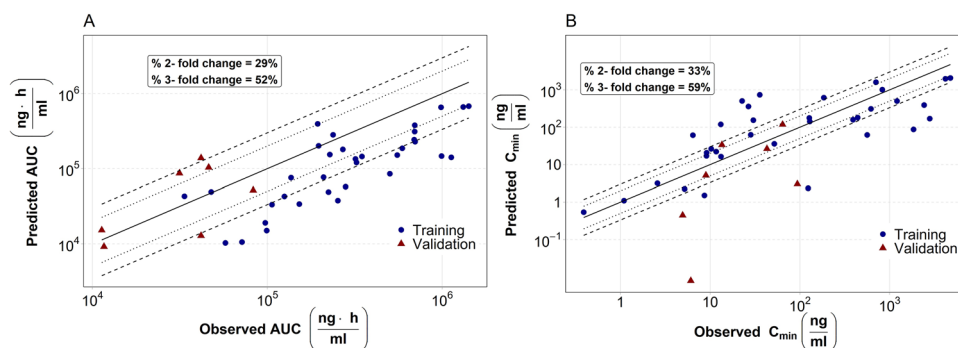 A
% 2- fold change = 29%
% 3- fold change = 52%
Predicted AUC (ng · h / ml)
10⁶
10⁵
10⁴
Training
Validation
10⁴ 10⁵ 10⁶
Observed AUC (ng · h / ml)
B
% 2- fold change = 33%
% 3- fold change = 59%
Predicted Cmin (ng / ml)
10³
10²
10
1
10⁻¹
Training
Validation
1 10 10² 10³
Observed Cmin (ng / ml)